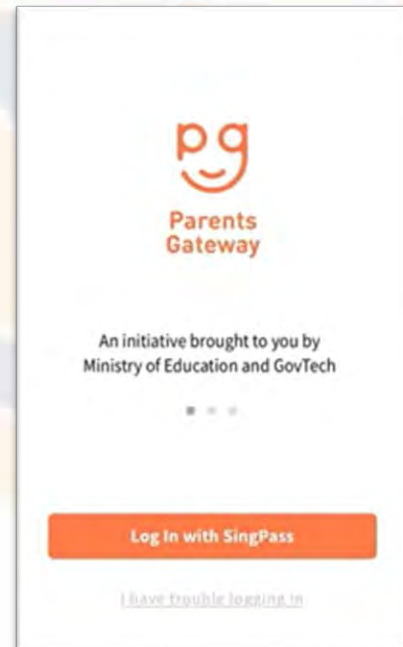 pg
Parents
Gateway
An initiative brought to you by
Ministry of Education and GovTech
Log In with SingPass
I have trouble logging in